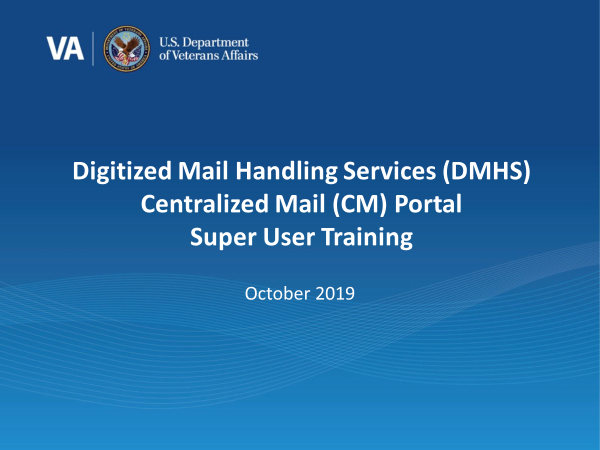 VA
U.S. Department
of Veterans Affairs
Digitized Mail Handling Services (DMHS)
Centralized Mail (CM) Portal
Super User Training
October 2019